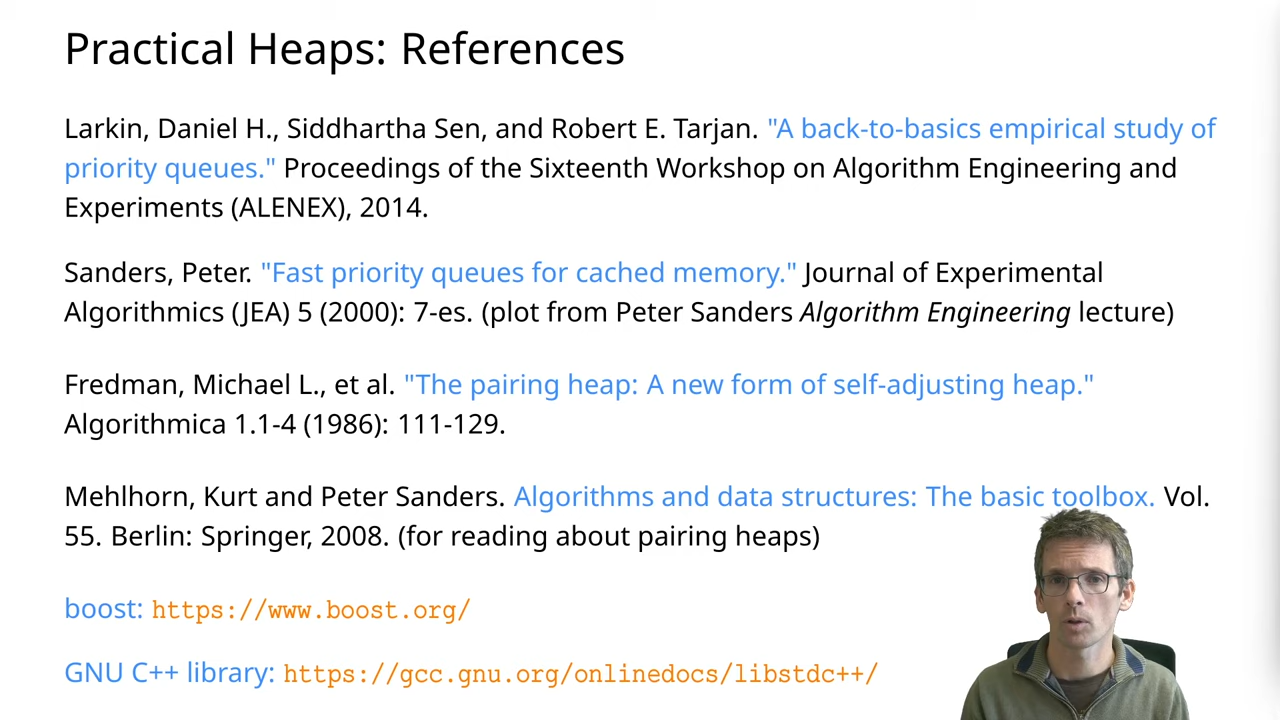 Practical Heaps: References
Larkin, Daniel H., Siddhartha Sen, and Robert E. Tarjan. "A back-to-basics empirical study of
priority queues." Proceedings of the Sixteenth Workshop on Algorithm Engineering and
Experiments (ALENEX), 2014.
Sanders, Peter. "Fast priority queues for cached memory." Journal of Experimental
Algorithmics (JEA) 5 (2000): 7-es. (plot from Peter Sanders Algorithm Engineering lecture)
Fredman, Michael L., et al. "The pairing heap: A new form of self-adjusting heap."
Algorithmica 1.1-4 (1986): 111-129.
Mehlhorn, Kurt and Peter Sanders. Algorithms and data structures: The basic toolbox. Vol.
55. Berlin: Springer, 2008. (for reading about pairing heaps)
boost: https://www.boost.org/
GNU C++ library: https://gcc.gnu.org/onlinedocs/libstdc++/